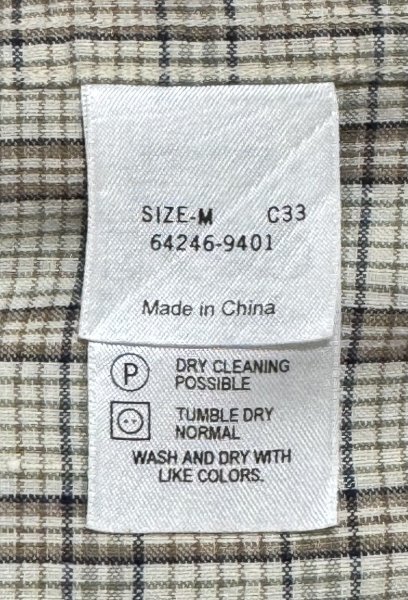 SIZE-M C33
64246-9401
Made in China
P DRY CLEANING
POSSIBLE
TUMBLE DRY
NORMAL
WASH AND DRY WITH
LIKE COLORS.